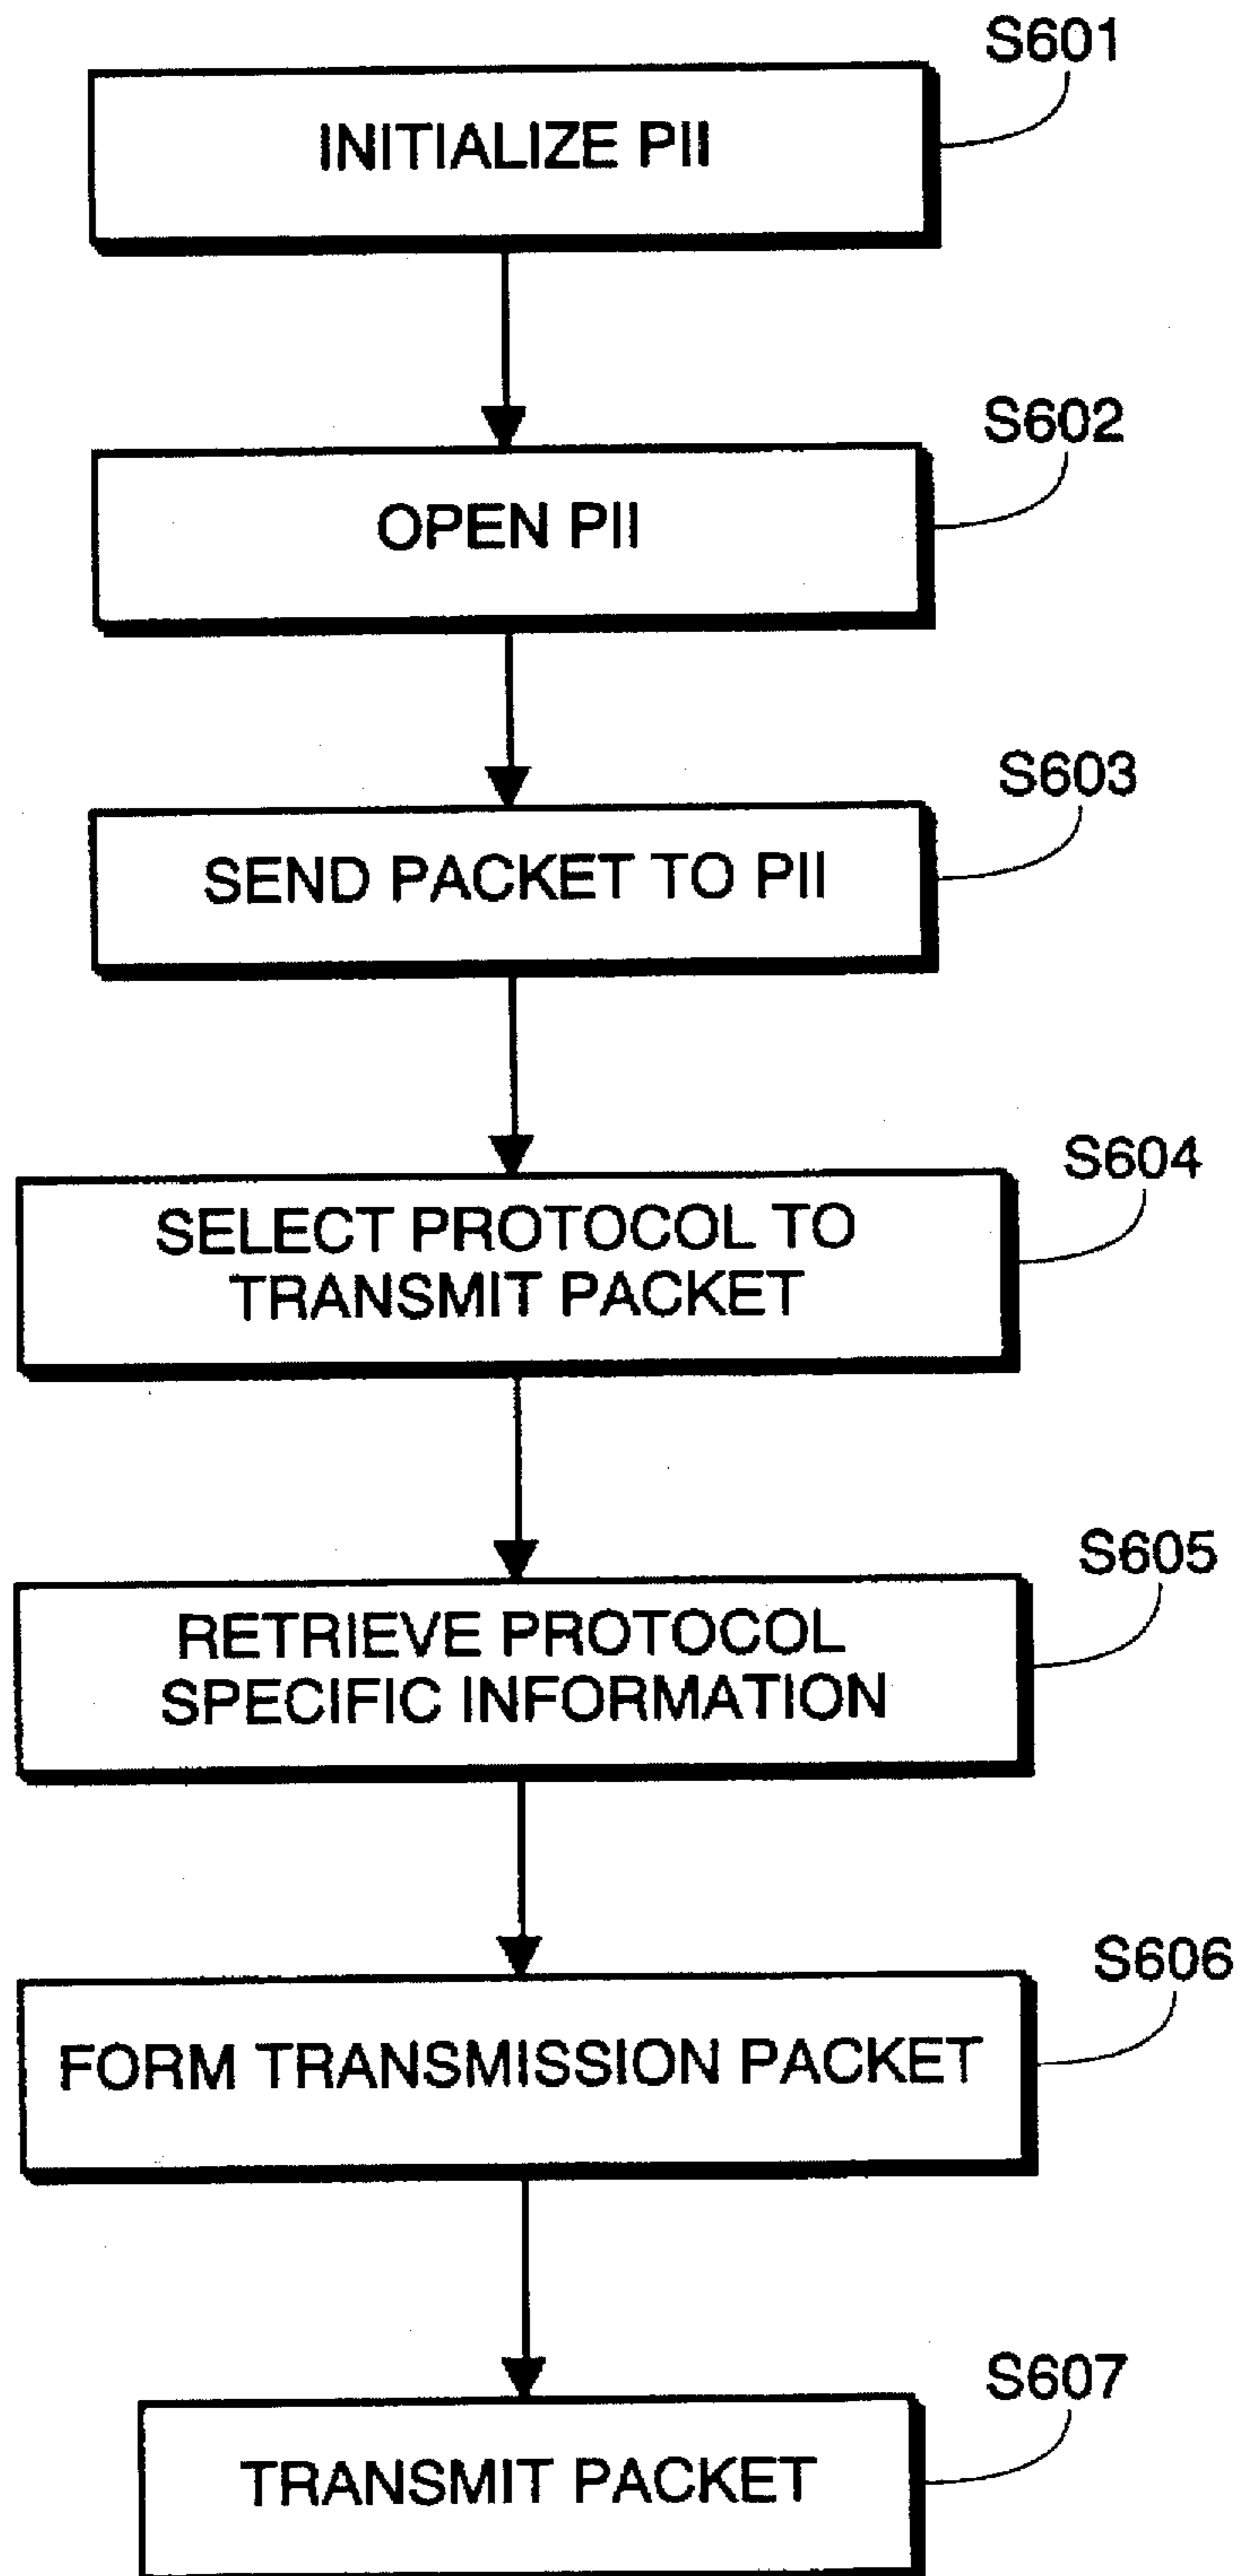 S601
INITIALIZE PII
S602
OPEN PII
S603
SEND PACKET TO PII
S604
SELECT PROTOCOL TO
TRANSMIT PACKET
S605
RETRIEVE PROTOCOL
SPECIFIC INFORMATION
S606
FORM TRANSMISSION PACKET
S607
TRANSMIT PACKET